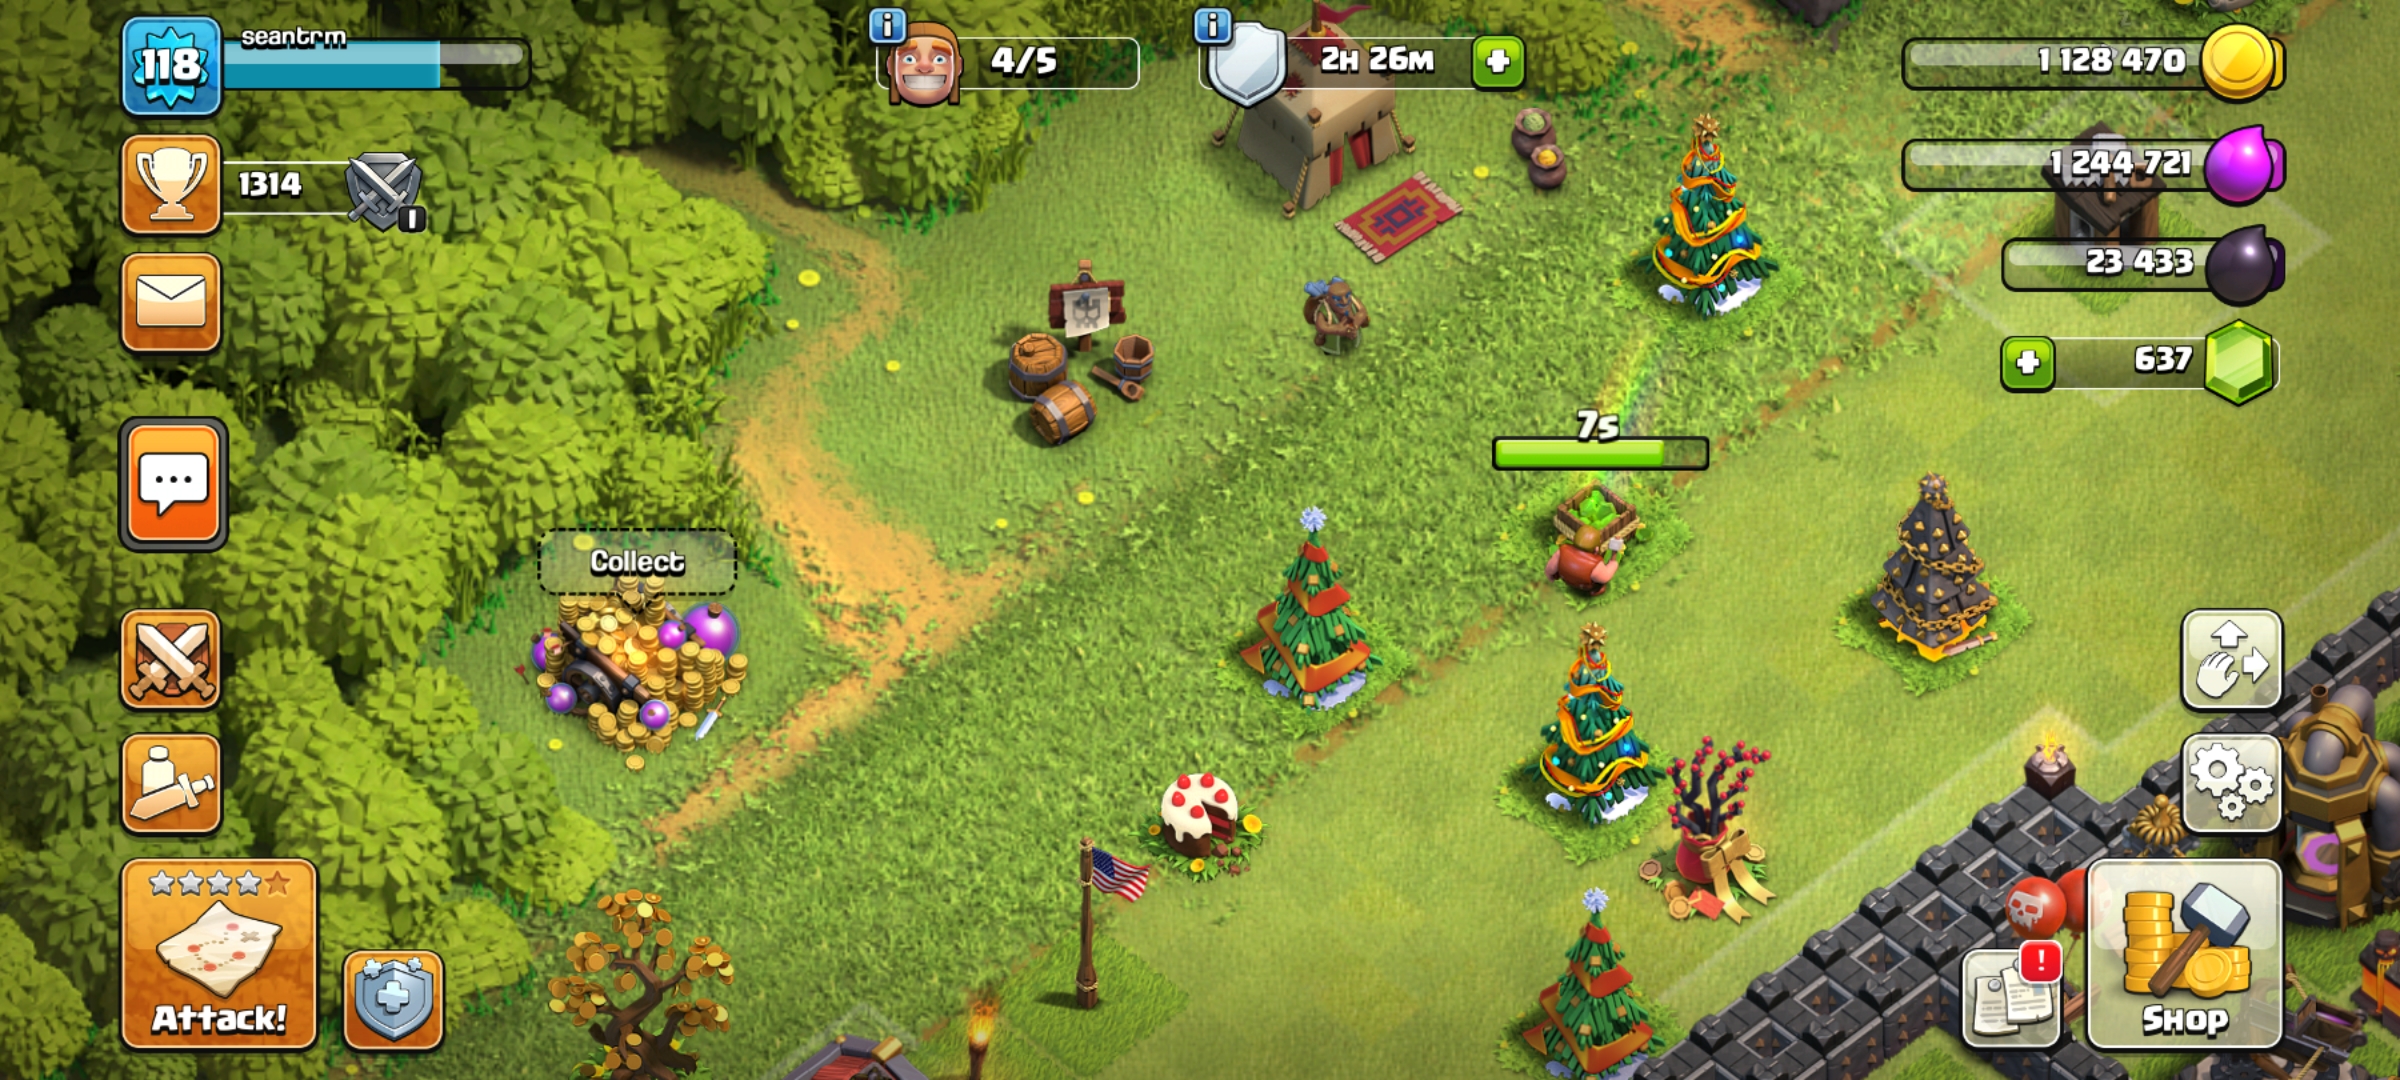 118
seantrm
i
4/5
i
2h 26m
+
1 128 470
1314
I
1 244 721
23 433
+
637
7s
Collect
!
Attack!
Shop